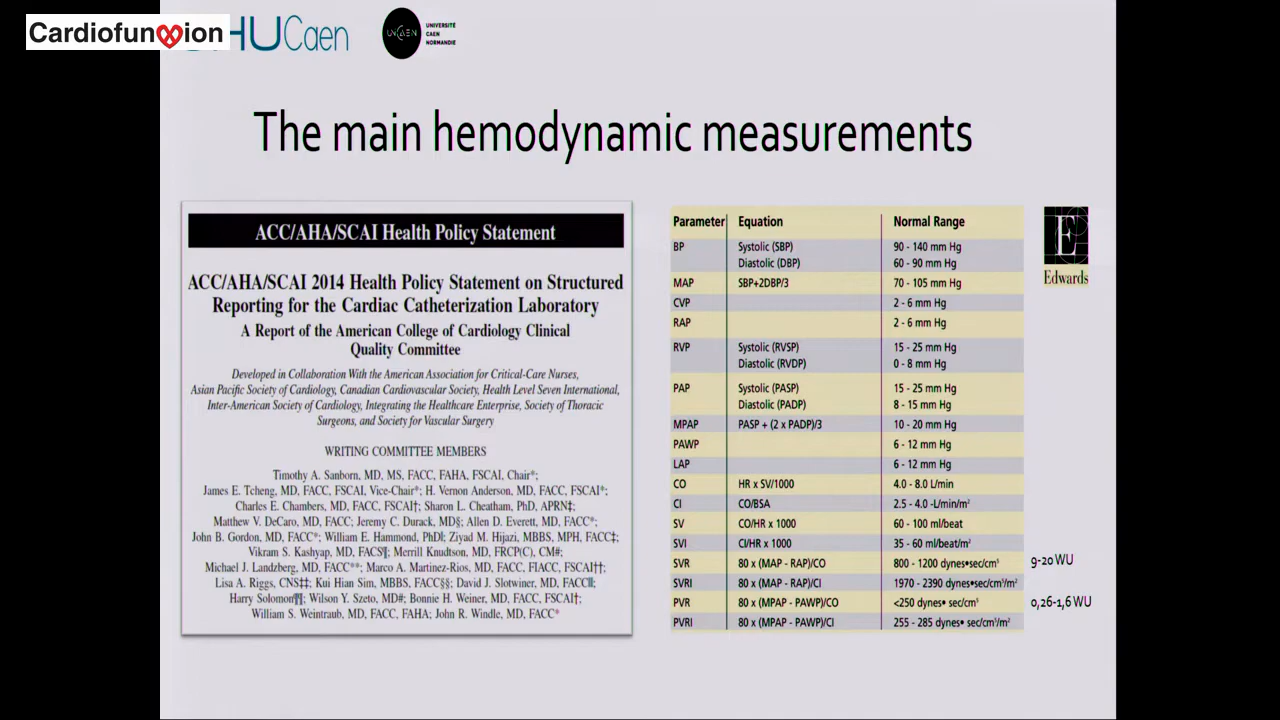 Cardiofunion
HU Caen
UNICAEN
UNIVERSITÉ
CAEN
NORMANDIE
The main hemodynamic measurements
ACC/AHA/SCAI Health Policy Statement
ACC/AHA/SCAI 2014 Health Policy Statement on Structured
Reporting for the Cardiac Catheterization Laboratory
A Report of the American College of Cardiology Clinical
Quality Committee
Developed in Collaboration With the American Association for Critical-Care Nurses,
Asian Pacific Society of Cardiology, Canadian Cardiovascular Society, Health Level Seven International,
Inter-American Society of Cardiology, Integrating the Healthcare Enterprise, Society of Thoracic
Surgeons, and Society for Vascular Surgery
WRITING COMMITTEE MEMBERS
Timothy A. Sanborn, MD, MS, FACC, FAHA, FSCAI, Chair*;
James E. Tcheng, MD, FACC, FSCAI, Vice-Chair*; H. Vernon Anderson, MD, FACC, FSCAI*;
Charles E. Chambers, MD, FACC, FSCAI†; Sharon L. Cheatham, PhD, APRN‡;
Matthew V. DeCaro, MD, FACC; Jeremy C. Durack, MD§; Allen D. Everett, MD, FACC*;
John B. Gordon, MD, FACC*; William E. Hammond, PhD‖; Ziyad M. Hijazi, MBBS, MPH, FACC‡;
Vikram S. Kashyap, MD, FACS¶; Merrill Knudtson, MD, FRCP(C), CM#;
Michael J. Landzberg, MD, FACC**; Marco A. Martinez-Rios, MD, FACC, FIACC, FSCAI††;
Lisa A. Riggs, CNS‡‡; Kui Hian Sim, MBBS, FACC§§; David J. Slotwiner, MD, FACC‖‖;
Harry Solomon¶¶; Wilson Y. Szeto, MD#; Bonnie H. Weiner, MD, FACC, FSCAI†;
William S. Weintraub, MD, FACC, FAHA; John R. Windle, MD, FACC*
Parameter Equation Normal Range
BP Systolic (SBP) 90 - 140 mm Hg
Diastolic (DBP) 60 - 90 mm Hg
MAP SBP+2DBP/3 70 - 105 mm Hg
CVP 2 - 6 mm Hg
RAP 2 - 6 mm Hg
RVP Systolic (RVSP) 15 - 25 mm Hg
Diastolic (RVDP) 0 - 8 mm Hg
PAP Systolic (PASP) 15 - 25 mm Hg
Diastolic (PADP) 8 - 15 mm Hg
MPAP PASP + (2 x PADP)/3 10 - 20 mm Hg
PAWP 6 - 12 mm Hg
LAP 6 - 12 mm Hg
CO HR x SV/1000 4.0 - 8.0 L/min
CI CO/BSA 2.5 - 4.0 -L/min/m²
SV CO/HR x 1000 60 - 100 ml/beat
SVI CI/HR x 1000 35 - 60 ml/beat/m²
SVR 80 x (MAP - RAP)/CO 800 - 1200 dynes•sec/cm⁵
SVRI 80 x (MAP - RAP)/CI 1970 - 2390 dynes•sec/cm⁵/m²
PVR 80 x (MPAP - PAWP)/CO <250 dynes• sec/cm⁵
PVRI 80 x (MPAP - PAWP)/CI 255 - 285 dynes• sec/cm⁵/m²
E
Edwards
9-20 WU
0,26-1,6 WU